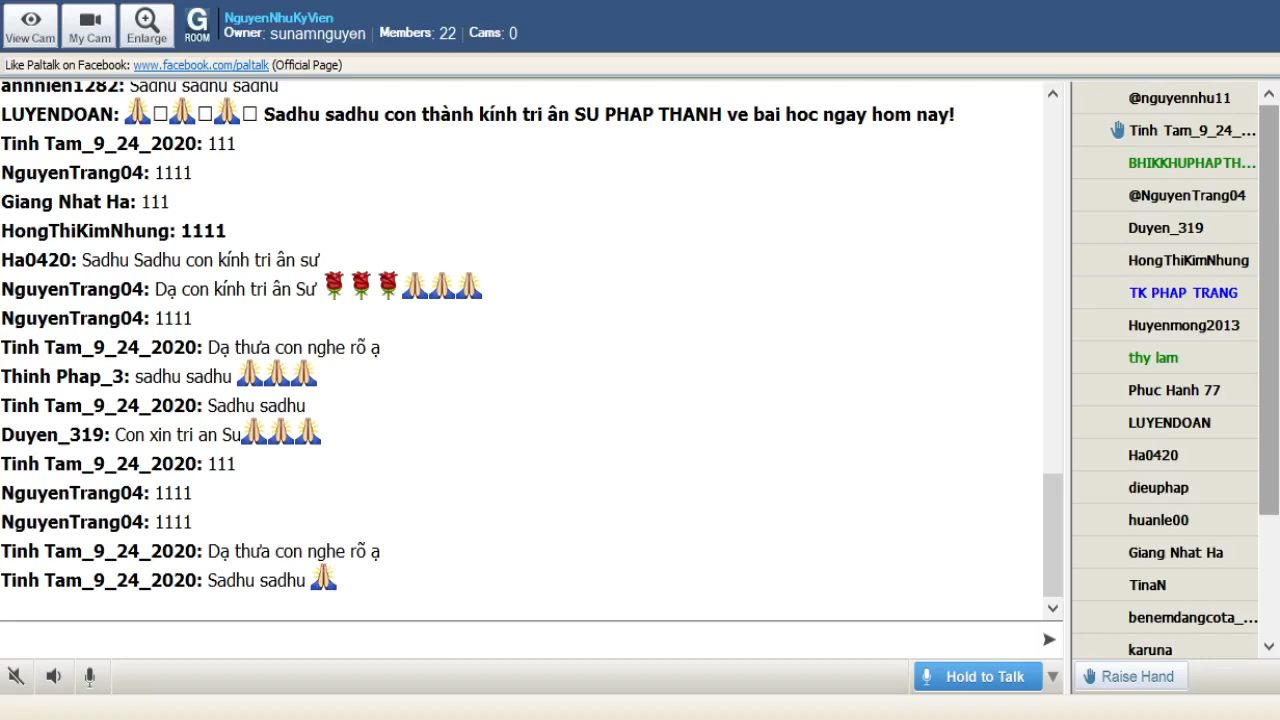 View Cam
My Cam
Enlarge
G
ROOM
NguyenNhuKyVien
Owner: sunamnguyen | Members: 22 | Cams: 0
Like Paltalk on Facebook: www.facebook.com/paltalk (Official Page)
annhien1282: Sadhu sadhu sadhu
LUYENDOAN: 🙏□🙏□🙏□ Sadhu sadhu con thành kính tri ân SU PHAP THANH ve bai hoc ngay hom nay!
Tinh Tam_9_24_2020: 111
NguyenTrang04: 1111
Giang Nhat Ha: 111
HongThiKimNhung: 1111
Ha0420: Sadhu Sadhu con kính tri ân sư
NguyenTrang04: Dạ con kính tri ân Sư 🌹🌹🌹🙏🙏🙏
NguyenTrang04: 1111
Tinh Tam_9_24_2020: Dạ thưa con nghe rõ ạ
Thinh Phap_3: sadhu sadhu 🙏🙏🙏
Tinh Tam_9_24_2020: Sadhu sadhu
Duyen_319: Con xin tri an Su🙏🙏🙏
Tinh Tam_9_24_2020: 111
NguyenTrang04: 1111
NguyenTrang04: 1111
Tinh Tam_9_24_2020: Dạ thưa con nghe rõ ạ
Tinh Tam_9_24_2020: Sadhu sadhu 🙏
Hold to Talk
@nguyennhu11
Tinh Tam_9_24_...
BHIKKHUPHAPTH...
@NguyenTrang04
Duyen_319
HongThiKimNhung
TK PHAP TRANG
Huyenmong2013
thy lam
Phuc Hanh 77
LUYENDOAN
Ha0420
dieuphap
huanle00
Giang Nhat Ha
TinaN
benemdangcota_...
karuna
Raise Hand